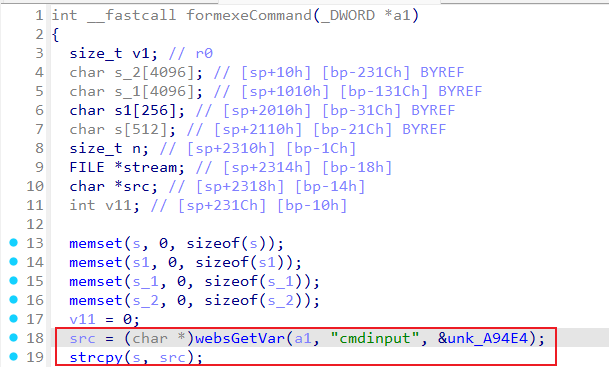 1 int __fastcall formexeCommand(_DWORD *a1)
2 {
3 size_t v1; // r0
4 char s_2[4096]; // [sp+10h] [bp-231Ch] BYREF
5 char s_1[4096]; // [sp+1010h] [bp-131Ch] BYREF
6 char s1[256]; // [sp+2010h] [bp-31Ch] BYREF
7 char s[512]; // [sp+2110h] [bp-21Ch] BYREF
8 size_t n; // [sp+2310h] [bp-1Ch]
9 FILE *stream; // [sp+2314h] [bp-18h]
10 char *src; // [sp+2318h] [bp-14h]
11 int v11; // [sp+231Ch] [bp-10h]
12
13 memset(s, 0, sizeof(s));
14 memset(s1, 0, sizeof(s1));
15 memset(s_1, 0, sizeof(s_1));
16 memset(s_2, 0, sizeof(s_2));
17 v11 = 0;
18 src = (char *)websGetVar(a1, "cmdinput", &unk_A94E4);
19 strcpy(s, src);